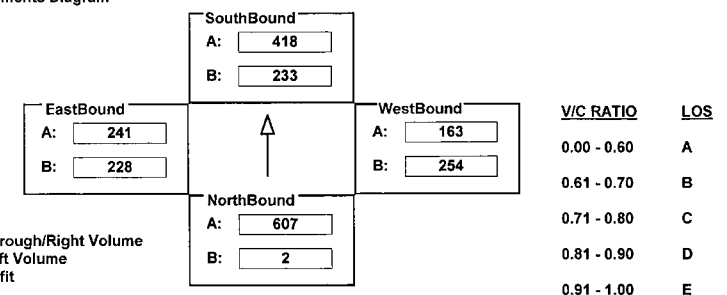 SouthBound
A: 418
B: 233
EastBound
A: 241
B: 228
WestBound
A: 163
B: 254
NorthBound
A: 607
B: 2
V/C RATIO LOS
0.00 - 0.60 A
0.61 - 0.70 B
0.71 - 0.80 C
0.81 - 0.90 D
0.91 - 1.00 E
rough/Right Volume
ft Volume
fit